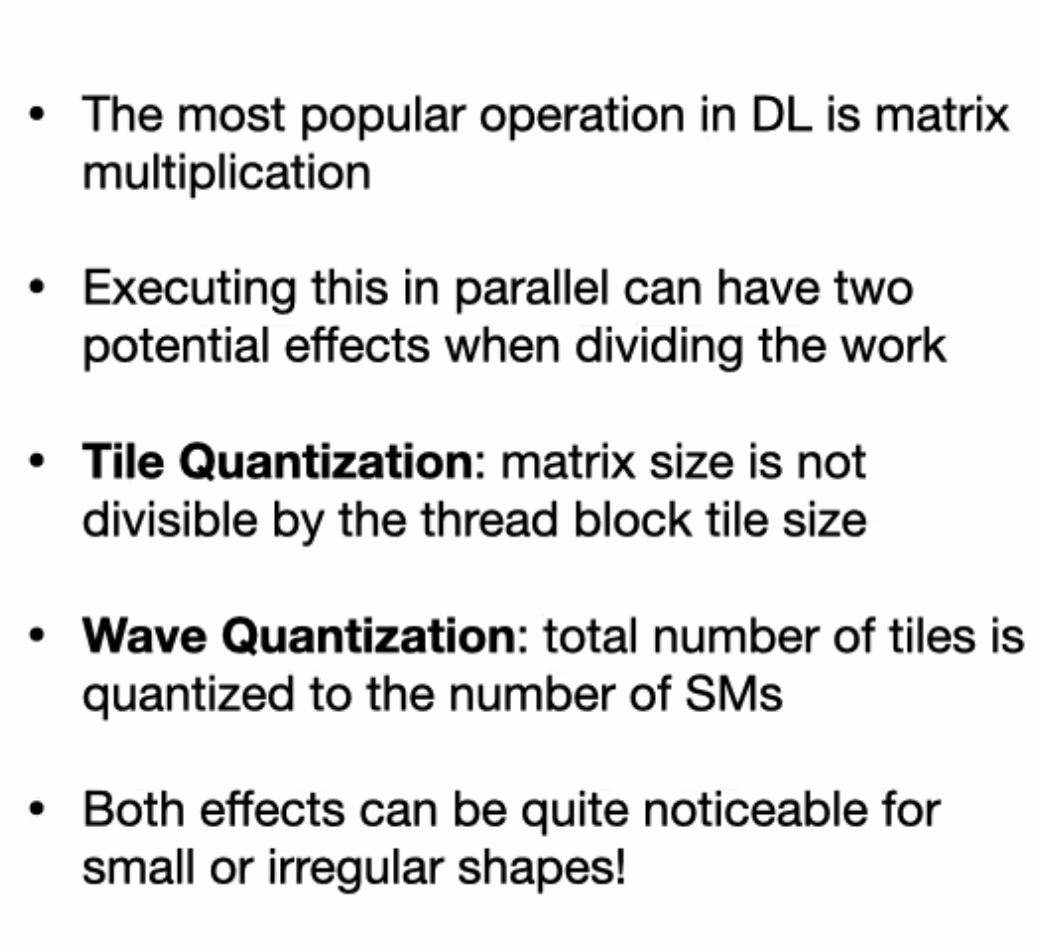 • The most popular operation in DL is matrix
multiplication
• Executing this in parallel can have two
potential effects when dividing the work
• Tile Quantization: matrix size is not
divisible by the thread block tile size
• Wave Quantization: total number of tiles is
quantized to the number of SMs
• Both effects can be quite noticeable for
small or irregular shapes!